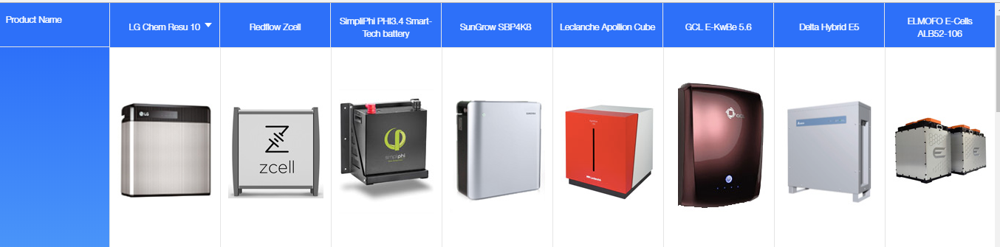 Product Name
LG Chem Resu 10
Redflow Zcell
SimpliPhi PHI3.4 Smart-
Tech battery
SunGrow SBP4K8
Leclanche Apollion Cube
GCL E-KwBe 5.6
Delta Hybrid E5
ELMOFO E-Cells
ALB52-106
LG
zcell
simpliphi
GCL